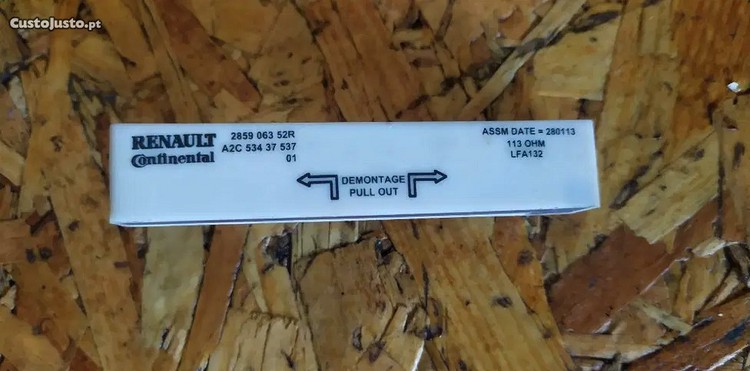 CustoJusto.pt
RENAULT
Continental
2859 063 52R
A2C 534 37 537
01
DEMONTAGE
PULL OUT
ASSM DATE = 280113
113 OHM
LFA132